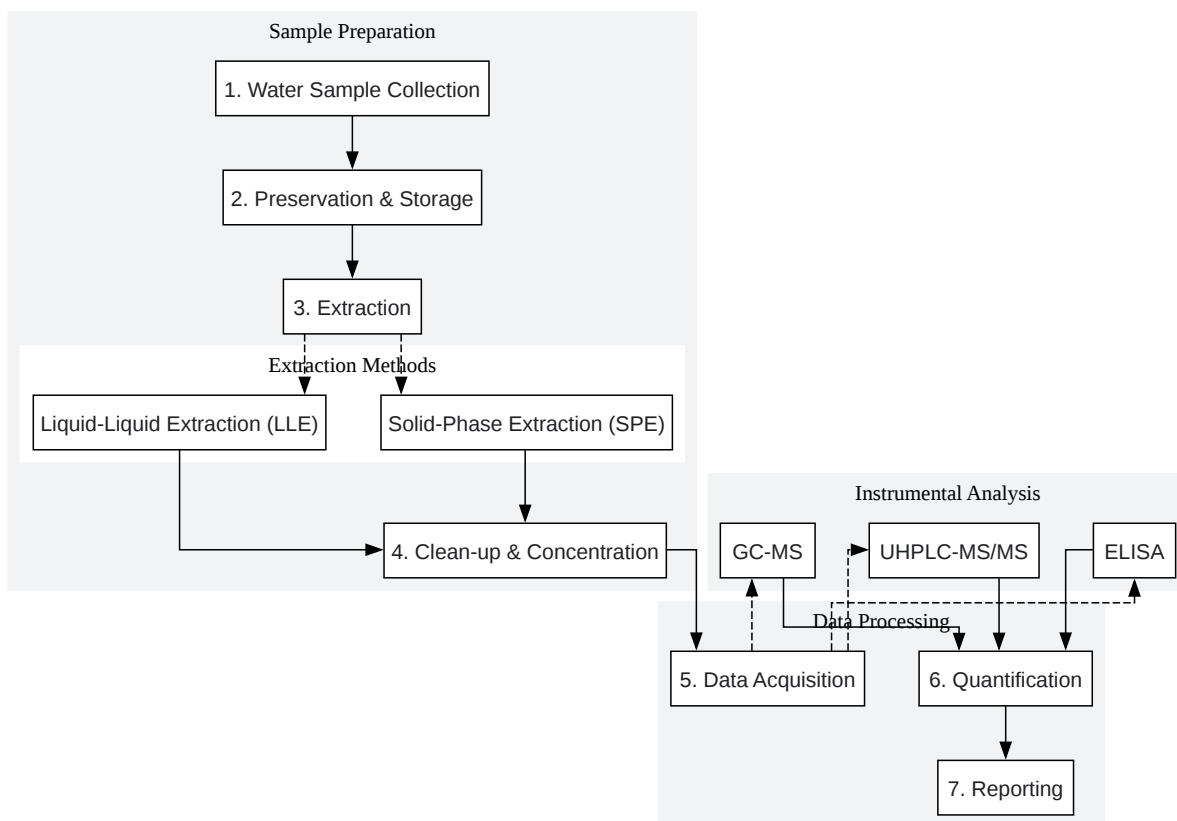 Sample Preparation
1. Water Sample Collection
2. Preservation & Storage
3. Extraction
Extraction Methods
Liquid-Liquid Extraction (LLE)
Solid-Phase Extraction (SPE)
4. Clean-up & Concentration
Instrumental Analysis
GC-MS
UHPLC-MS/MS
ELISA
Data Processing
5. Data Acquisition
6. Quantification
7. Reporting